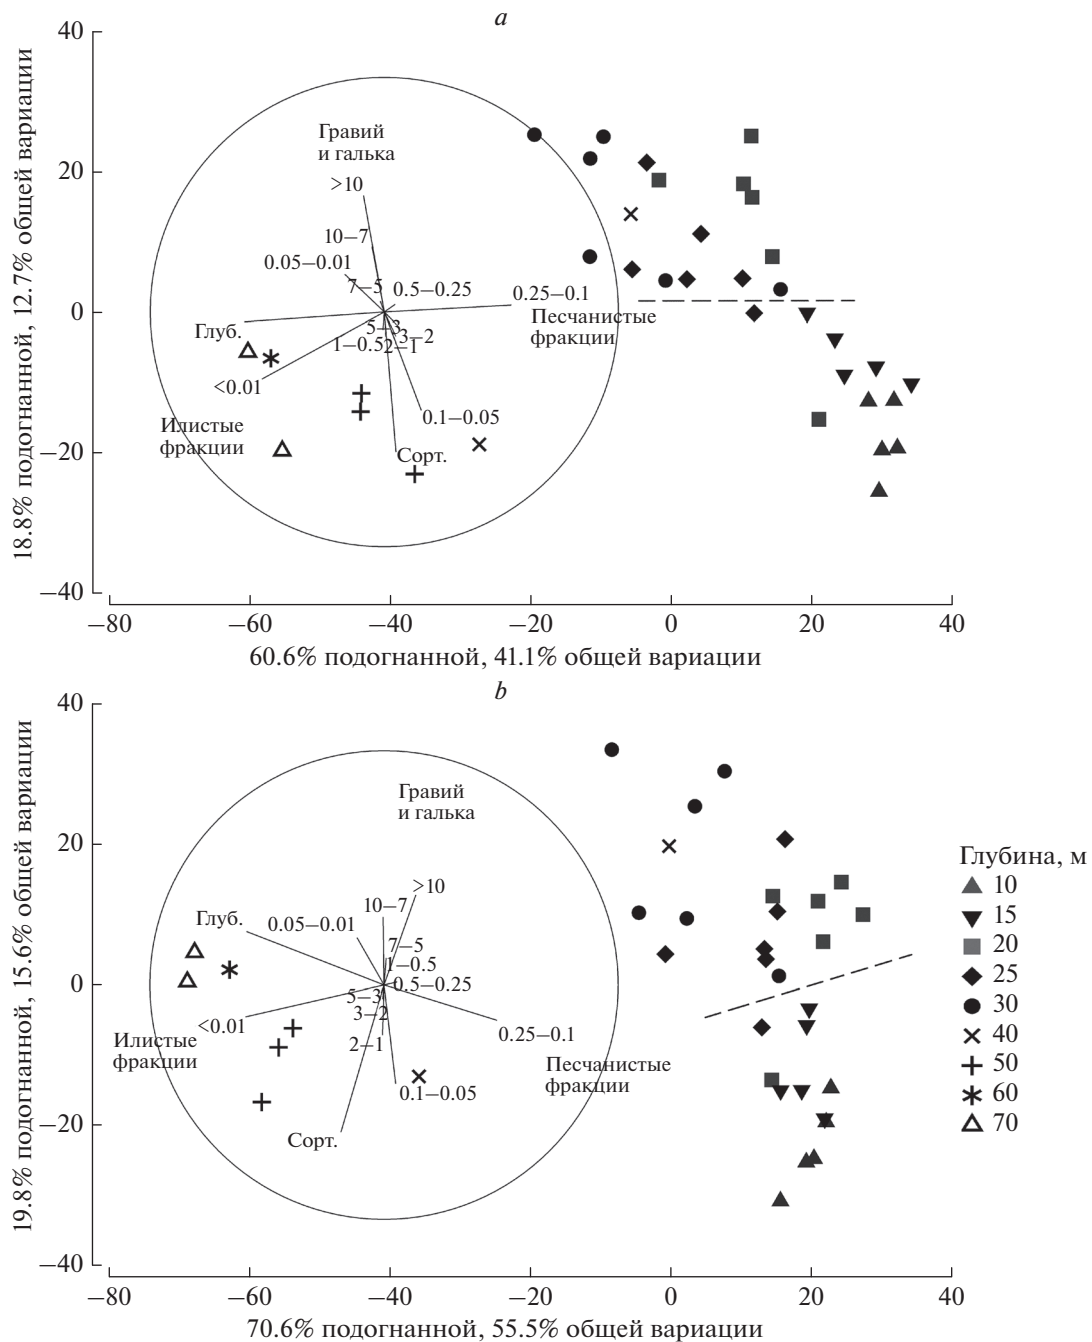 a
40
20
0
−20
−40
18.8% подогнанной, 12.7% общей вариации
Гравий
и галька
>10
10−7
0.05−0.01
7−5
0.5−0.25
0.25−0.1
Песчанистые
фракции
Глуб.
5−3
3−2
1−0.5
2−1
<0.01
0.1−0.05
Илистые
фракции
Сорт.
−80
−60
−40
−20
0
20
40
60.6% подогнанной, 41.1% общей вариации
b
40
20
0
−20
−40
19.8% подогнанной, 15.6% общей вариации
Гравий
и галька
>10
10−7
Глуб.
0.05−0.01
7−5
1−0.5
0.5−0.25
5−3
3−2
<0.01
0.25−0.1
Илистые
фракции
2−1
Песчанистые
фракции
0.1−0.05
Сорт.
−80
−60
−40
−20
0
20
40
70.6% подогнанной, 55.5% общей вариации
Глубина, м
10
15
20
25
30
40
50
60
70